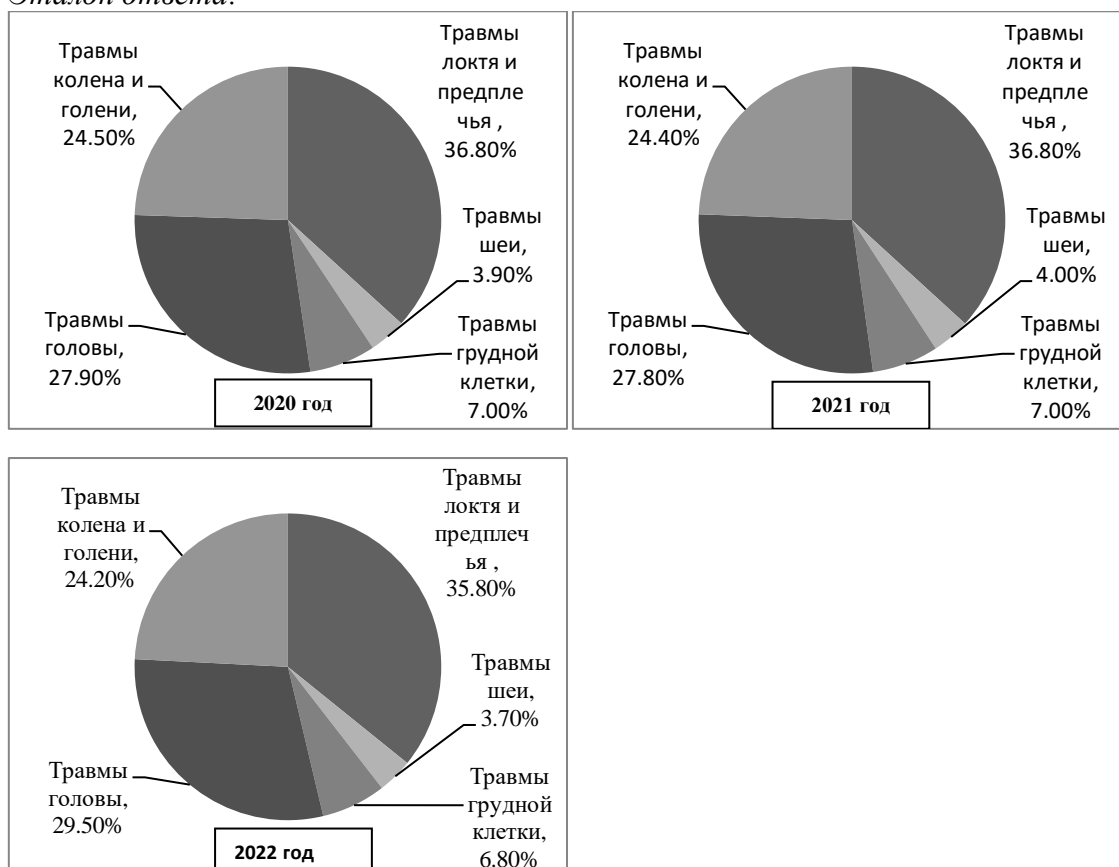 Эталон ответа:
Травмы
колена и
голени,
24.50%
Травмы
локтя и
предпле
чья ,
36.80%
Травмы
шеи,
3.90%
Травмы
грудной
клетки,
7.00%
Травмы
головы,
27.90%
2020 год
Травмы
колена и
голени,
24.40%
Травмы
локтя и
предпле
чья ,
36.80%
Травмы
шеи,
4.00%
Травмы
грудной
клетки,
7.00%
Травмы
головы,
27.80%
2021 год
Травмы
колена и
голени,
24.20%
Травмы
локтя и
предплеч
ья ,
35.80%
Травмы
шеи,
3.70%
Травмы
грудной
клетки,
6.80%
Травмы
головы,
29.50%
2022 год